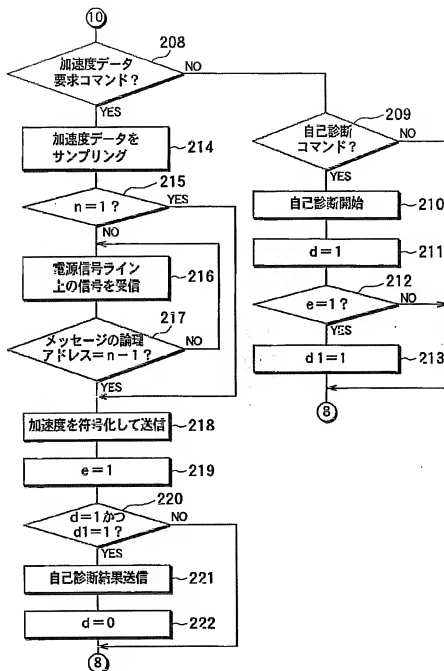 10
208
加速度データ
要求コマンド?
NO
YES
加速度データを
サンプリング
214
215
n=1?
YES
NO
電源信号ライン
上の信号を受信
216
217
メッセージの論理
アドレス=n-1?
NO
YES
加速度を符号化して送信
218
e=1
219
220
d=1かつ
d1=1?
NO
YES
自己診断結果送信
221
d=0
222
8
209
自己診断
コマンド?
NO
YES
自己診断開始
210
d=1
211
212
e=1?
NO
YES
d1=1
213
8